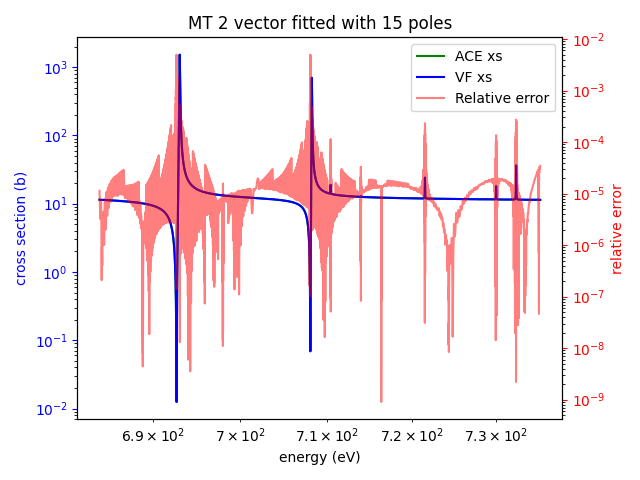 MT 2 vector fitted with 15 poles
ACE xs
VF xs
Relative error
cross section (b)
10³
10²
10¹
10⁰
10⁻¹
10⁻²
relative error
10⁻²
10⁻³
10⁻⁴
10⁻⁵
10⁻⁶
10⁻⁷
10⁻⁸
10⁻⁹
6.9 × 10² 7 × 10² 7.1 × 10² 7.2 × 10² 7.3 × 10²
energy (eV)